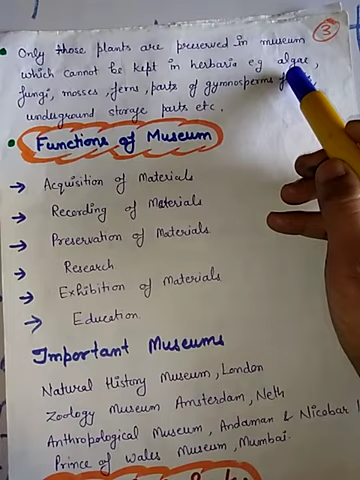 3
Only those plants are preserved in museum
which cannot be kept in herbaria e.g algae,
fungi, mosses, ferns, parts of gymnosperms
underground storage parts etc.
Functions of Museum
→ Acquisition of Materials
→ Recording of Materials
→ Preservation of Materials
→ Research
→ Exhibition of Materials
→ Education
Important Museums
Natural History Museum, London
Zoology Museum Amsterdam, Neth
Anthropological Museum, Andaman & Nicobar
Prince of Wales Museum, Mumbai.